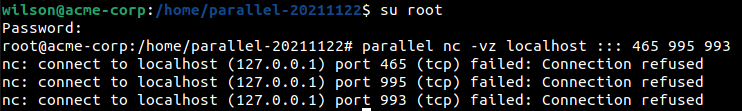 wilson@acme-corp:/home/parallel-20211122$ su root
Password:
root@acme-corp:/home/parallel-20211122# parallel nc -vz localhost ::: 465 995 993
nc: connect to localhost (127.0.0.1) port 465 (tcp) failed: Connection refused
nc: connect to localhost (127.0.0.1) port 995 (tcp) failed: Connection refused
nc: connect to localhost (127.0.0.1) port 993 (tcp) failed: Connection refused